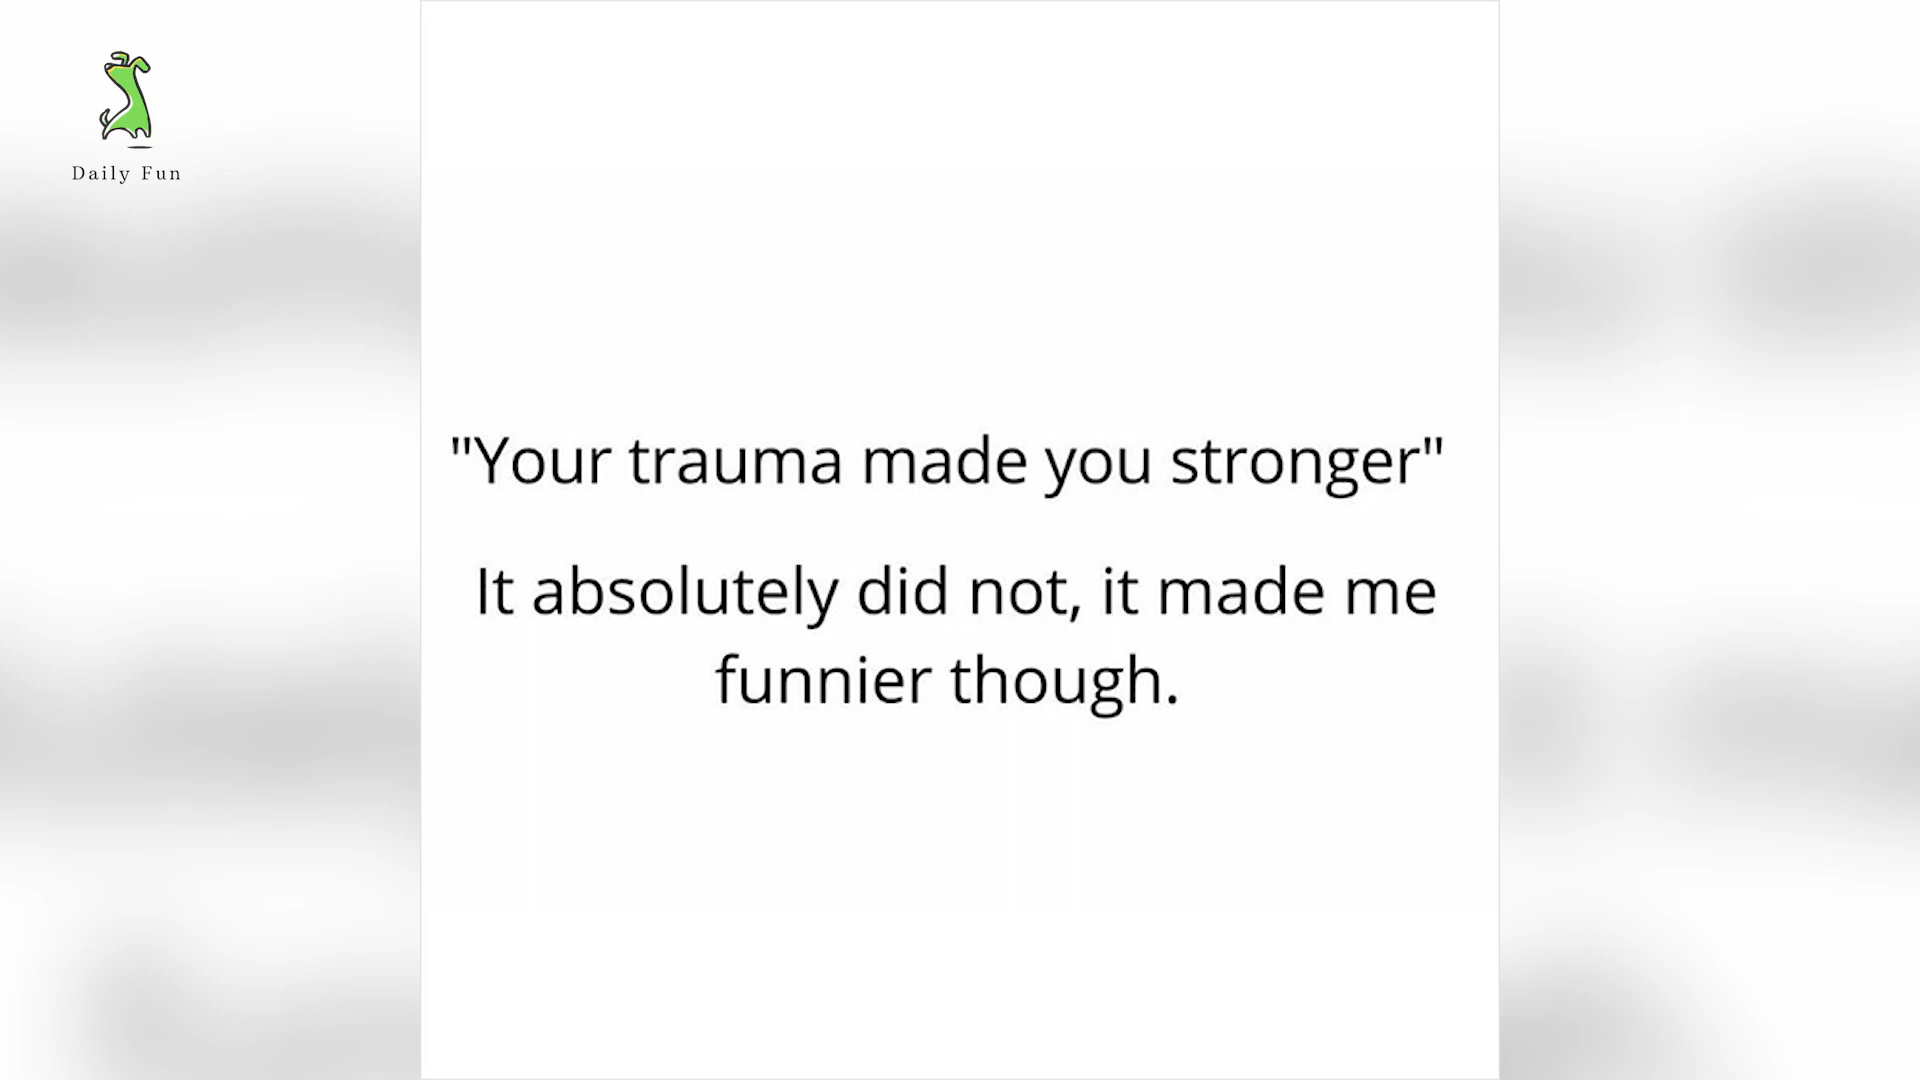 Daily Fun
"Your trauma made you stronger"
It absolutely did not, it made me
funnier though.